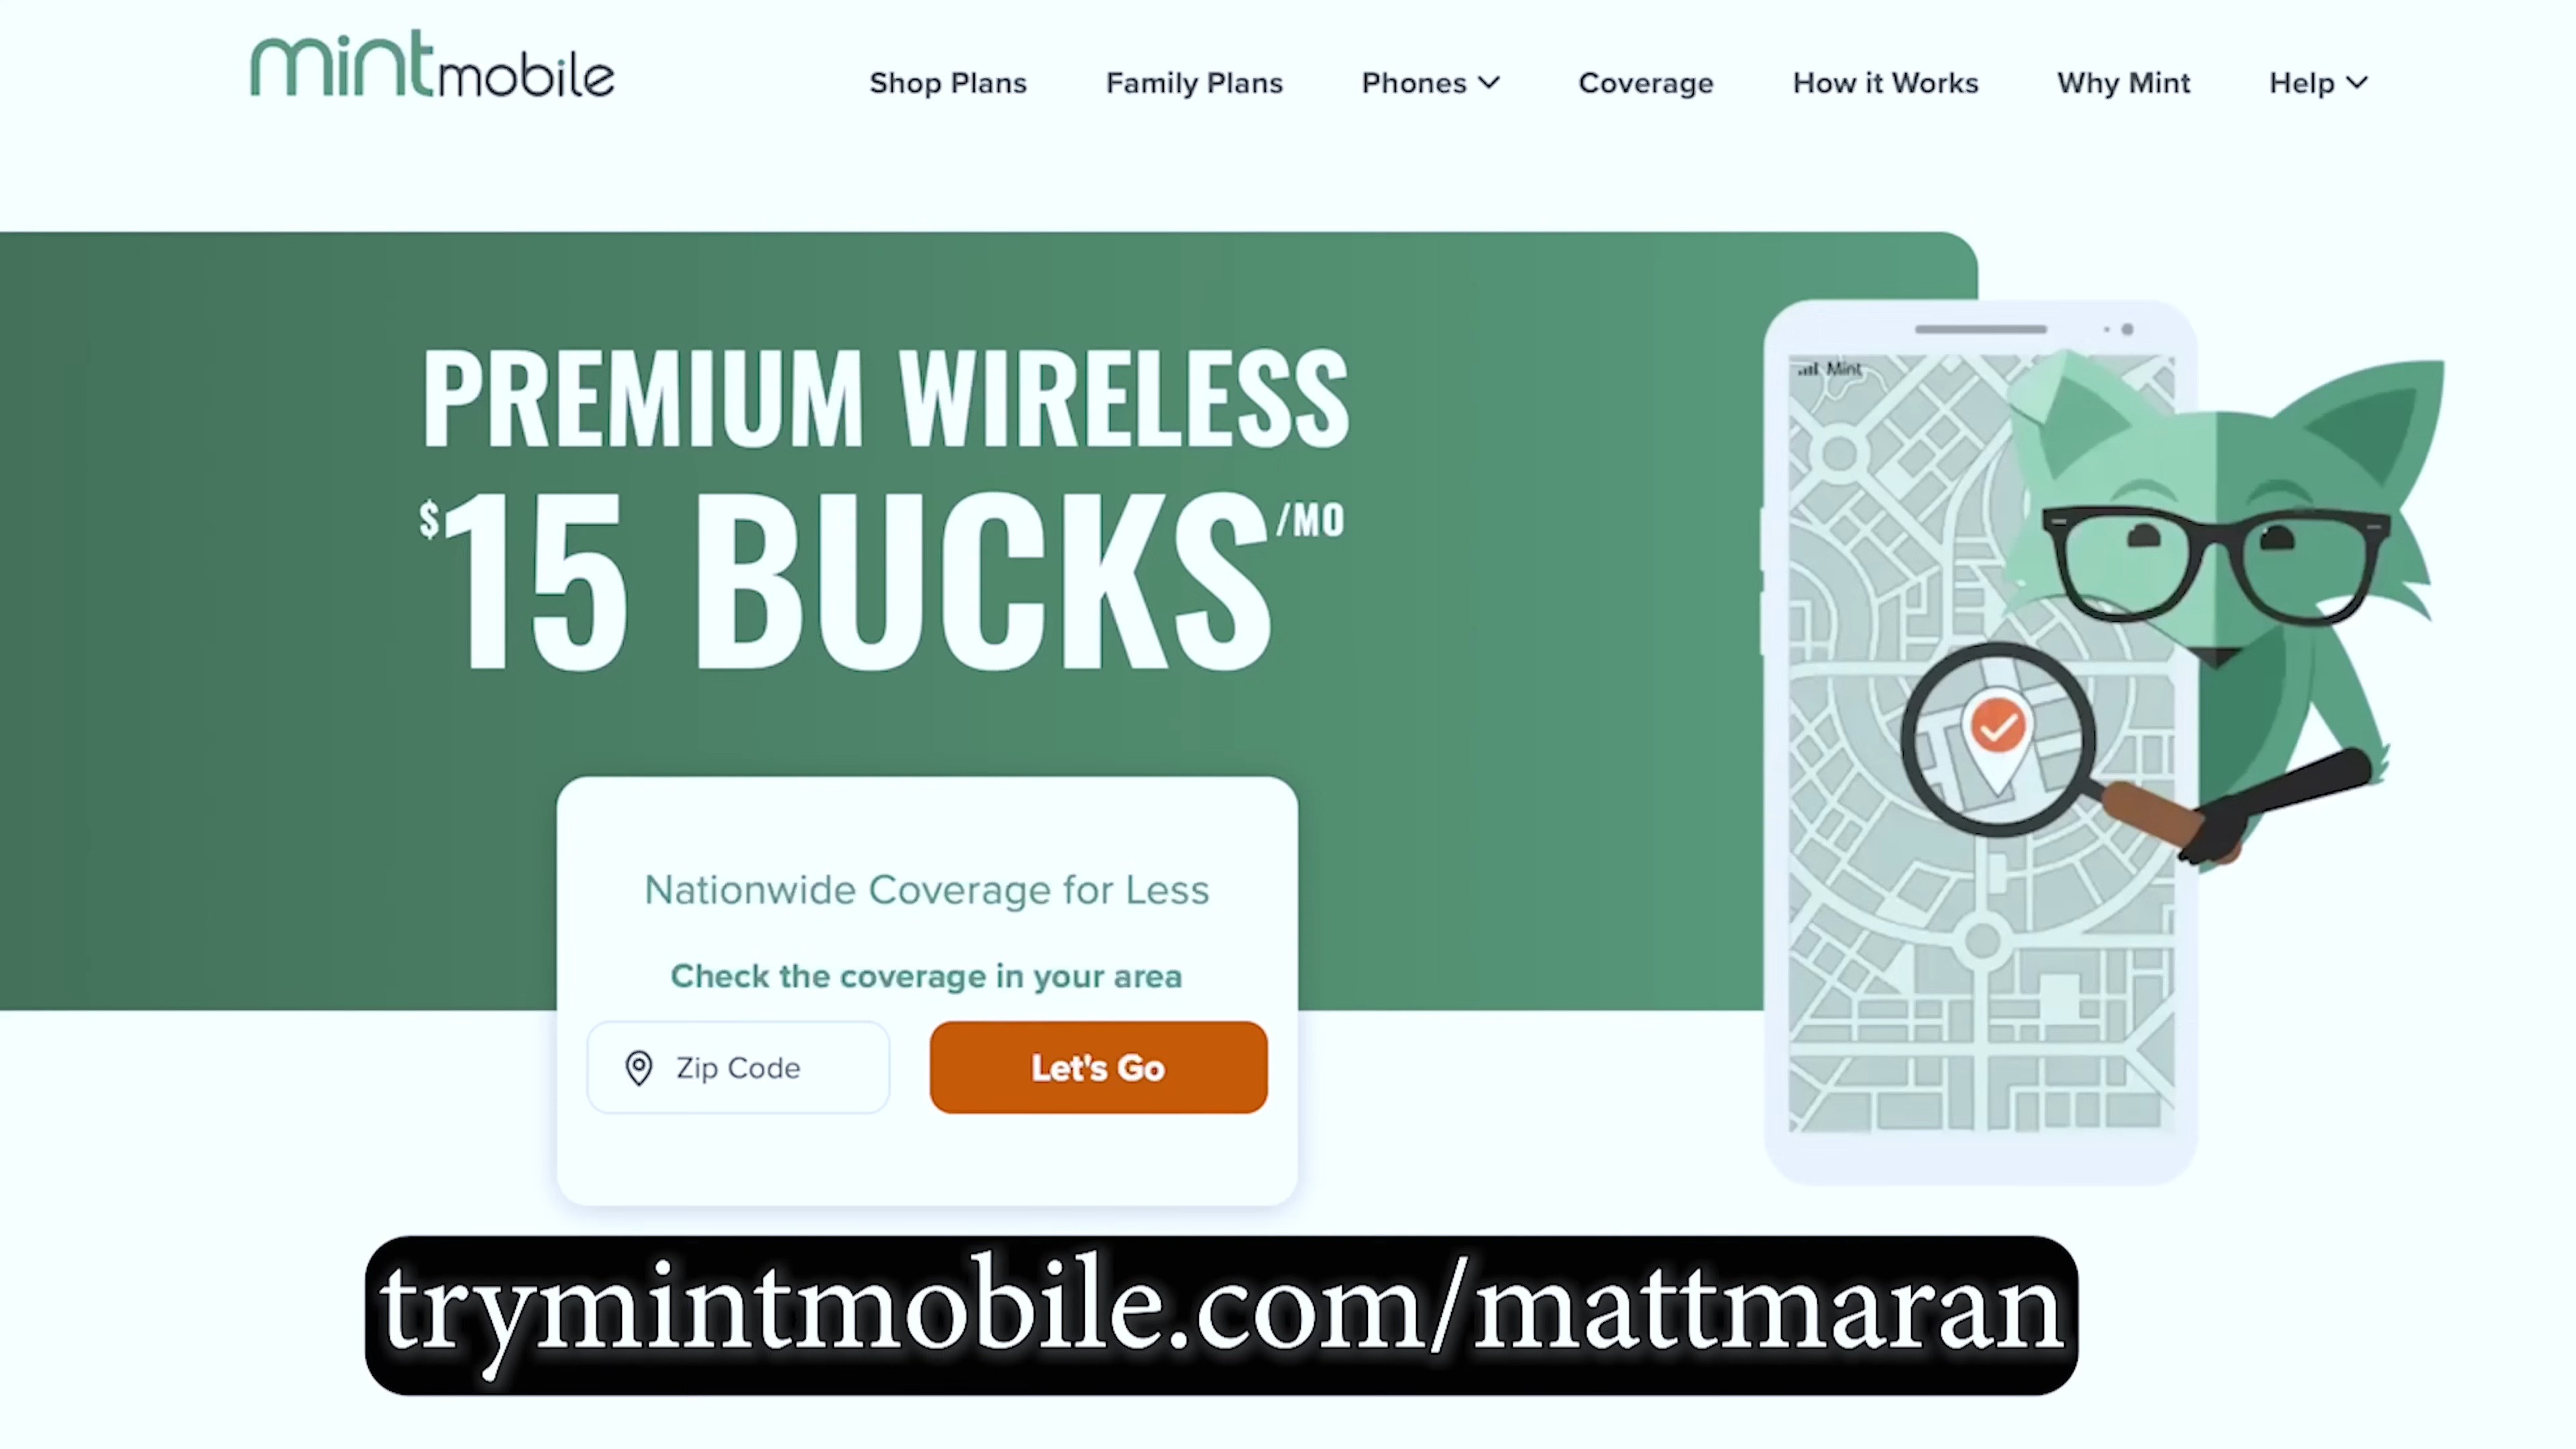 mintmobile
Shop Plans
Family Plans
Phones
Coverage
How it Works
Why Mint
Help
PREMIUM WIRELESS
$15 BUCKS/MO
Mint
Nationwide Coverage for Less
Check the coverage in your area
Zip Code
Let's Go
trymintmobile.com/mattmaran